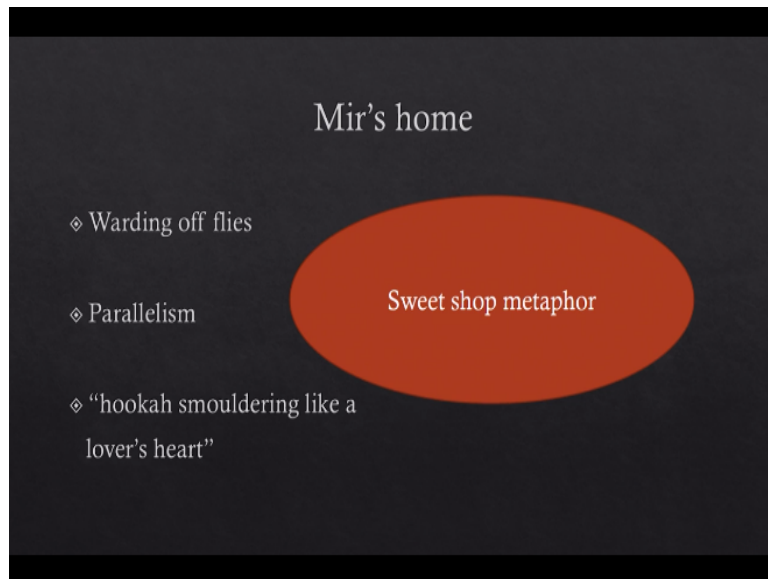 Mir’s home
Warding off flies
Sweet shop metaphor
Parallelism
“hookah smouldering like a
lover’s heart”